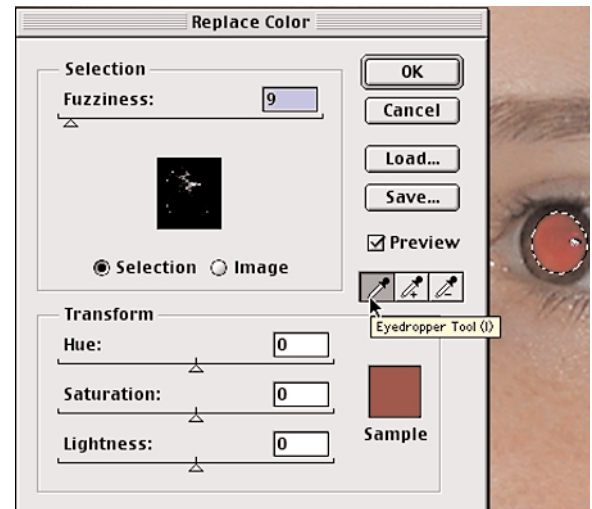 Replace Color
Selection
Fuzziness: 9
Selection Image
OK
Cancel
Load...
Save...
Preview
Eyedropper Tool (I)
Transform
Hue: 0
Saturation: 0
Lightness: 0
Sample